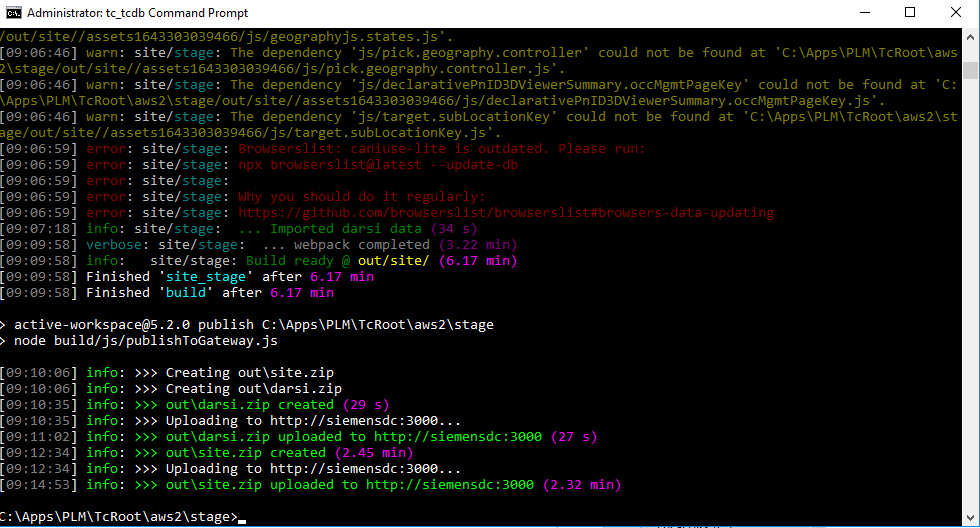 Administrator: tc_tcdb Command Prompt
/out/site//assets1643303039466/js/geographyjs.states.js'.
[09:06:46] warn: site/stage: The dependency 'js/pick.geography.controller' could not be found at 'C:\Apps\PLM\TcRoot\aws
2\stage/out/site//assets1643303039466/js/pick.geography.controller.js'.
[09:06:46] warn: site/stage: The dependency 'js/declarativePnID3DViewerSummary.occMgmtPageKey' could not be found at 'C:
\Apps\PLM\TcRoot\aws2\stage/out/site//assets1643303039466/js/declarativePnID3DViewerSummary.occMgmtPageKey.js'.
[09:06:46] warn: site/stage: The dependency 'js/target.subLocationKey' could not be found at 'C:\Apps\PLM\TcRoot\aws2\st
age/out/site//assets1643303039466/js/target.subLocationKey.js'.
[09:06:59] error: site/stage: Browserslist: caniuse-lite is outdated. Please run:
[09:06:59] error: site/stage: npx browserslist@latest --update-db
[09:06:59] error: site/stage:
[09:06:59] error: site/stage: Why you should do it regularly:
[09:06:59] error: site/stage: https://github.com/browserslist/browserslist#browsers-data-updating
[09:07:18] info: site/stage:  ... Imported darsi data (34 s)
[09:09:58] verbose: site/stage:  ... webpack completed (3.22 min)
[09:09:58] info:   site/stage: Build ready @ out/site/ (6.17 min)
[09:09:58] Finished 'site_stage' after 6.17 min
[09:09:58] Finished 'build' after 6.17 min
> active-workspace@5.2.0 publish C:\Apps\PLM\TcRoot\aws2\stage
> node build/js/publishToGateway.js
[09:10:06] info: >>> Creating out\site.zip
[09:10:06] info: >>> Creating out\darsi.zip
[09:10:35] info: >>> out\darsi.zip created (29 s)
[09:10:35] info: >>> Uploading to http://siemensdc:3000...
[09:11:02] info: >>> out\darsi.zip uploaded to http://siemensdc:3000 (27 s)
[09:12:34] info: >>> out\site.zip created (2.45 min)
[09:12:34] info: >>> Uploading to http://siemensdc:3000...
[09:14:53] info: >>> out\site.zip uploaded to http://siemensdc:3000 (2.32 min)
C:\Apps\PLM\TcRoot\aws2\stage>